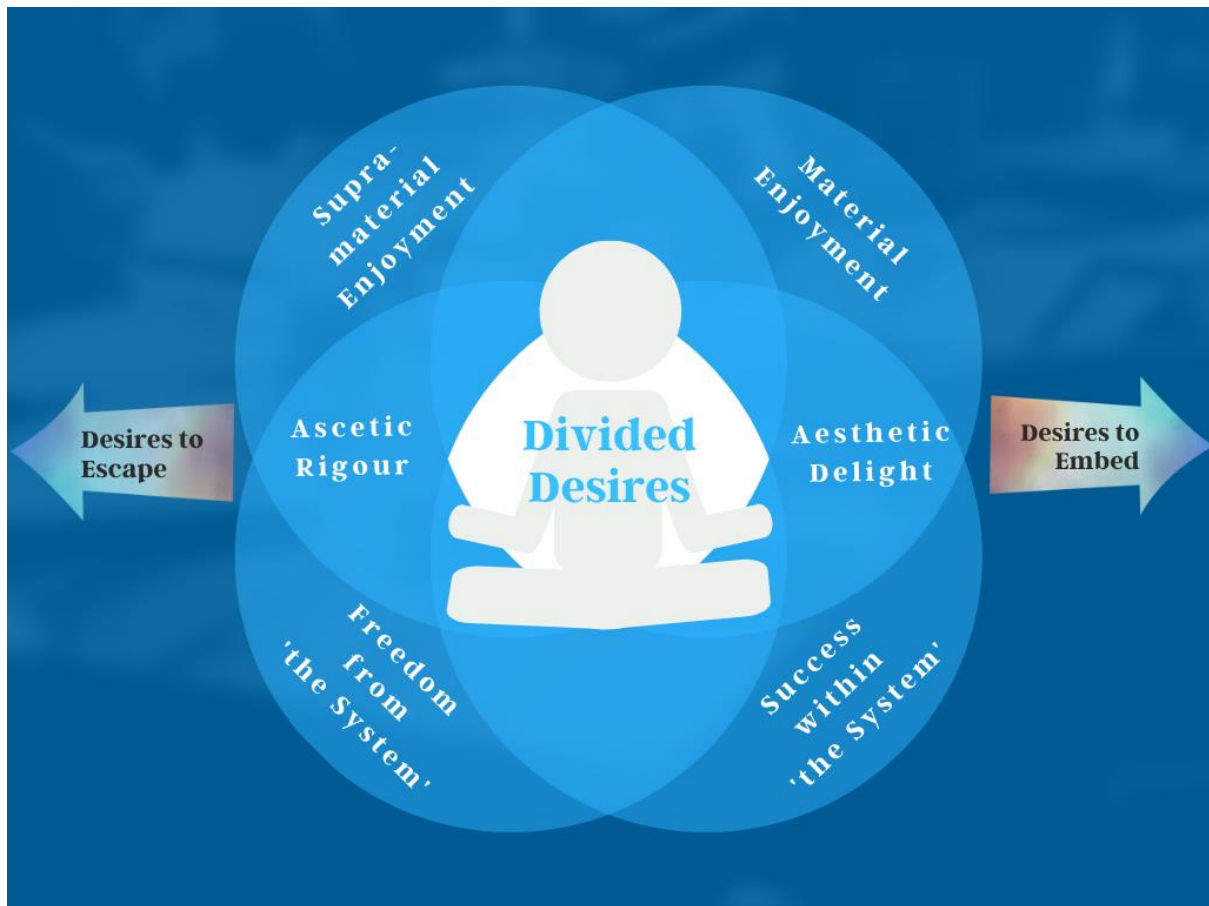 Supra-
material
Enjoyment
Material
Enjoyment
Desires to
Escape
Ascetic
Rigour
Divided
Desires
Aesthetic
Delight
Desires to
Embed
Freedom
from
'the System'
Success
within
'the System'